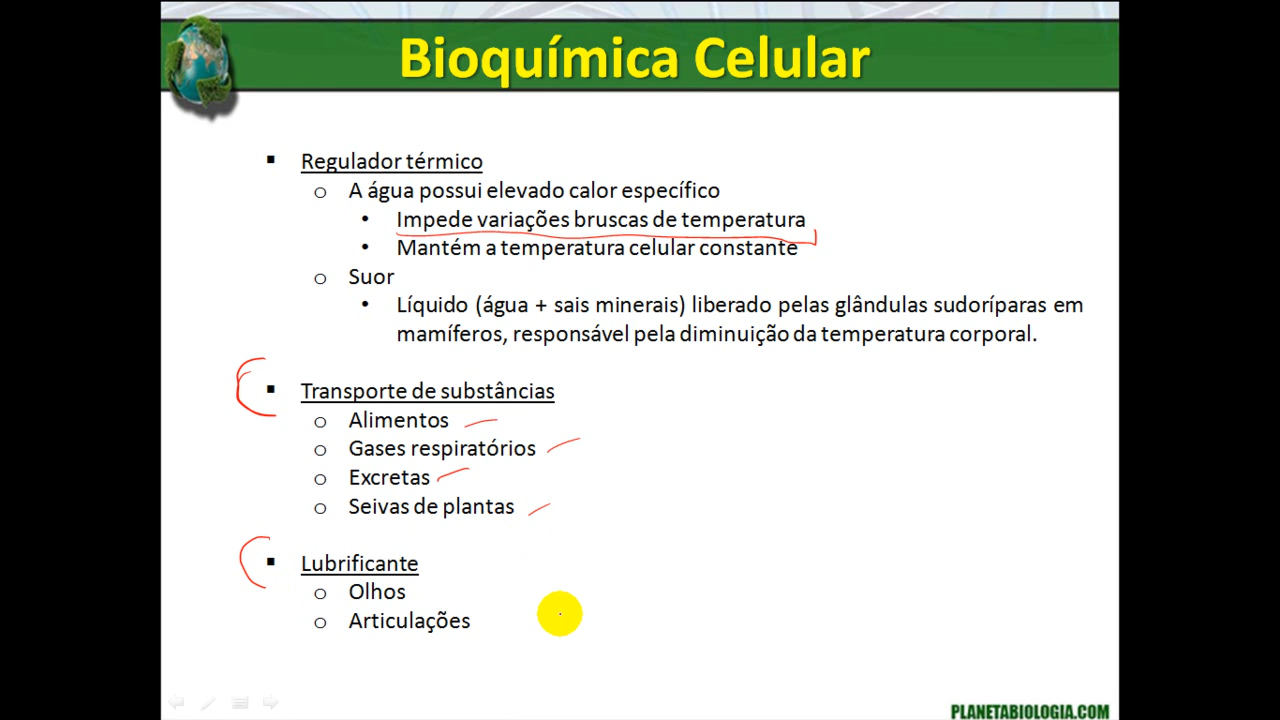 Bioquímica Celular
Regulador térmico
A água possui elevado calor específico
Impede variações bruscas de temperatura
Mantém a temperatura celular constante
Suor
Líquido (água + sais minerais) liberado pelas glândulas sudoríparas em
mamíferos, responsável pela diminuição da temperatura corporal.
Transporte de substâncias
Alimentos
Gases respiratórios
Excretas
Seivas de plantas
Lubrificante
Olhos
Articulações
PLANETABIOLOGIA.COM